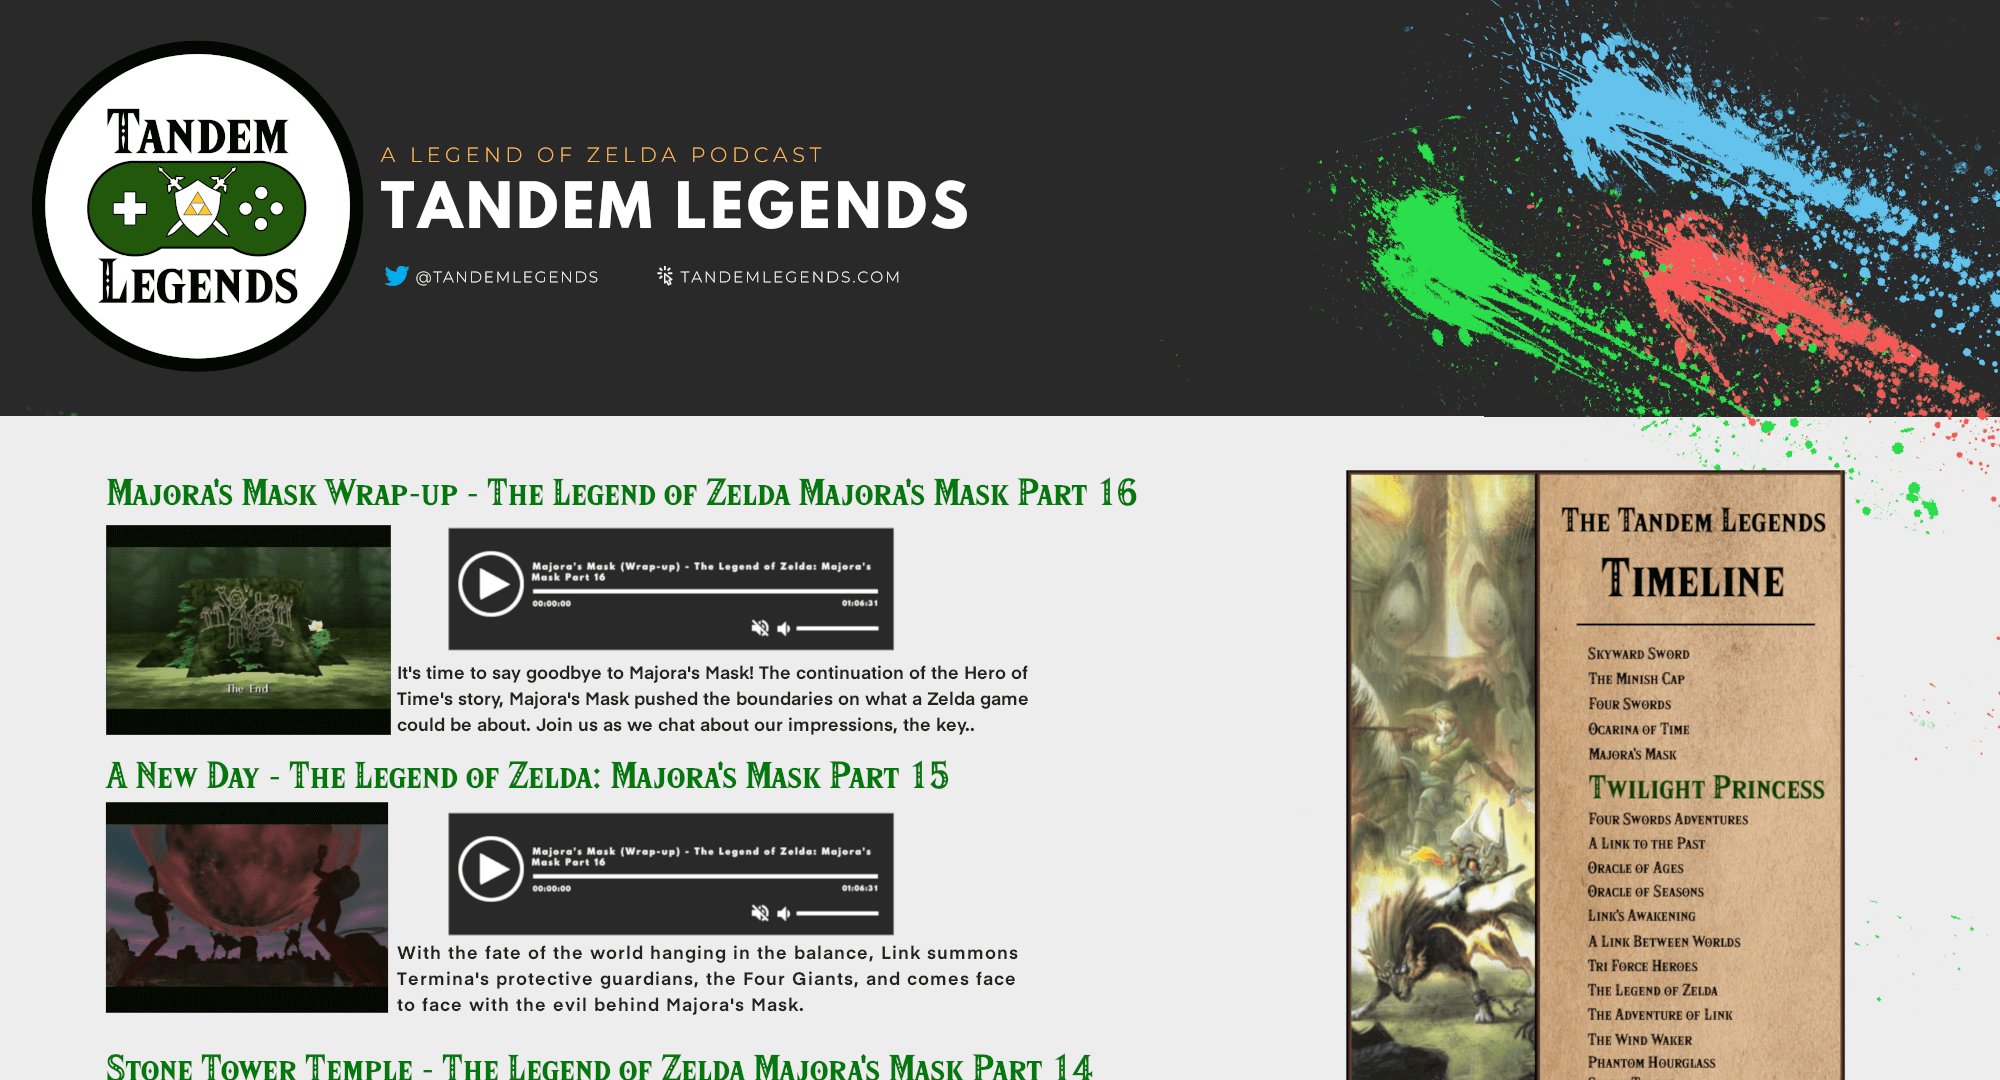 TANDEM
LEGENDS
A LEGEND OF ZELDA PODCAST
TANDEM LEGENDS
@TANDEMLEGENDS
TANDEMLEGENDS.COM
Majora's Mask Wrap-up - The Legend of Zelda Majora's Mask Part 16
The End
Majora's Mask (Wrap-up) - The Legend of Zelda: Majora's
Mask Part 16
00:00:00
01:06:31
It's time to say goodbye to Majora's Mask! The continuation of the Hero of
Time's story, Majora's Mask pushed the boundaries on what a Zelda game
could be about. Join us as we chat about our impressions, the key..
A New Day - The Legend of Zelda: Majora's Mask Part 15
Majora's Mask (Wrap-up) - The Legend of Zelda: Majora's
Mask Part 16
00:00:00
01:06:31
With the fate of the world hanging in the balance, Link summons
Termina's protective guardians, the Four Giants, and comes face
to face with the evil behind Majora's Mask.
Stone Tower Temple - The Legend of Zelda Majora's Mask Part 14
The Tandem Legends
Timeline
Skyward Sword
The Minish Cap
Four Swords
Ocarina of Time
Majora's Mask
Twilight Princess
Four Swords Adventures
A Link to the Past
Oracle of Ages
Oracle of Seasons
Link's Awakening
A Link Between Worlds
Tri Force Heroes
The Legend of Zelda
The Adventure of Link
The Wind Waker
Phantom Hourglass